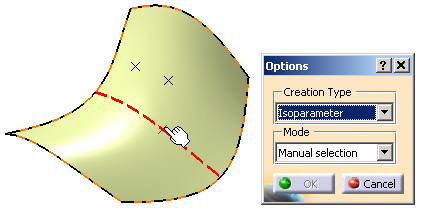 Options
Creation Type
Isoparameter
Mode
Manual selection
OK
Cancel